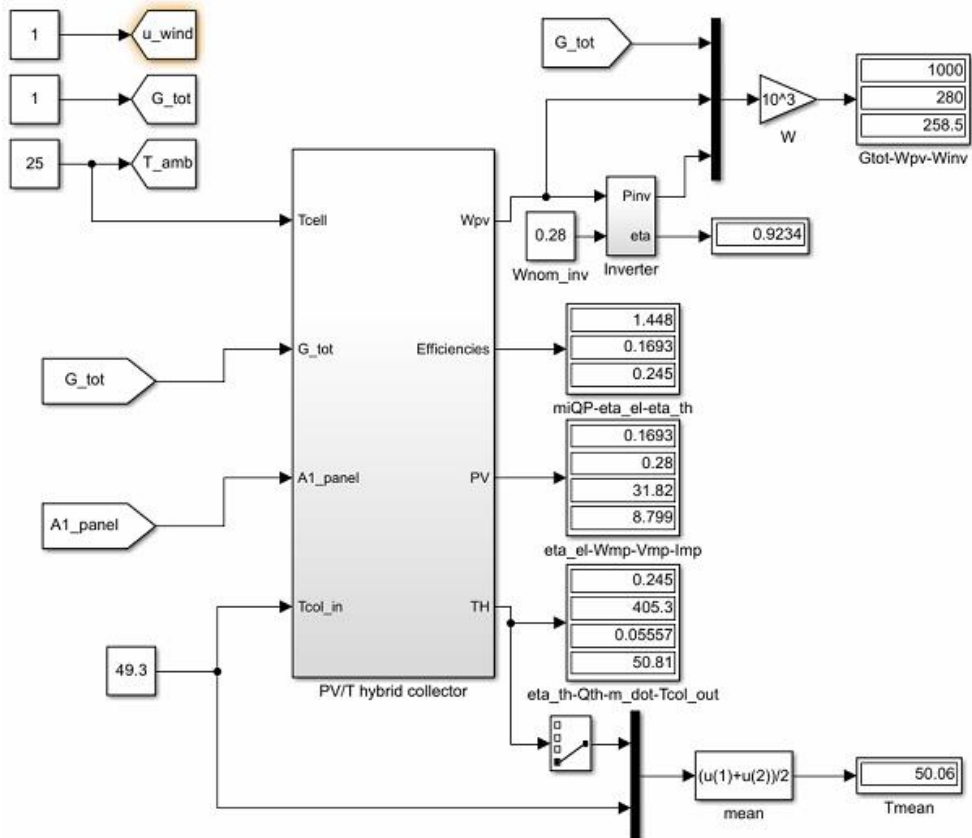 1
u_wind
1
G_tot
25
T_amb
G_tot
10^3
W
1000
280
258.5
Gtot-Wpv-Winv
Tcell
Wpv
0.28
Wnom_inv
Pinv
eta
Inverter
0.9234
G_tot
G_tot
Efficiencies
1.448
0.1693
0.245
miQP-eta_el-eta_th
A1_panel
A1_panel
PV
0.1693
0.28
31.82
8.799
eta_el-Wmp-Vmp-Imp
49.3
Tcol_in
TH
PV/T hybrid collector
0.245
405.3
0.05557
50.81
eta_th-Qth-m_dot-Tcol_out
(u(1)+u(2))/2
mean
50.06
Tmean